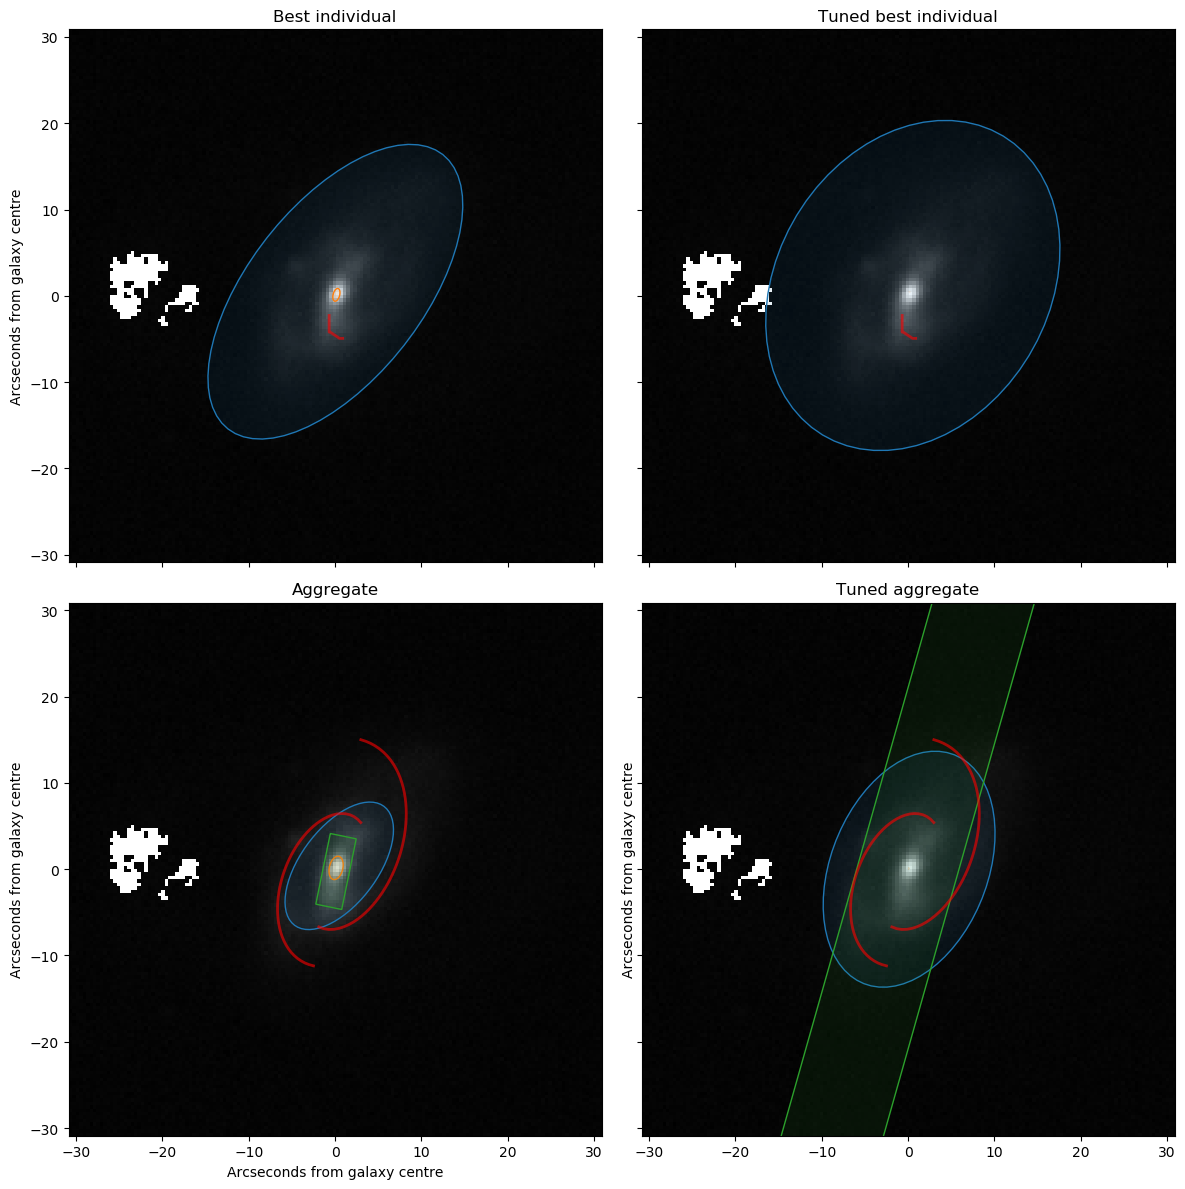 Best individual
Tuned best individual
30
20
10
0
−10
−20
−30
Arcseconds from galaxy centre
Aggregate
Tuned aggregate
30
20
10
0
−10
−20
−30
Arcseconds from galaxy centre
Arcseconds from galaxy centre
−30 −20 −10 0 10 20 30
−30 −20 −10 0 10 20 30
Arcseconds from galaxy centre